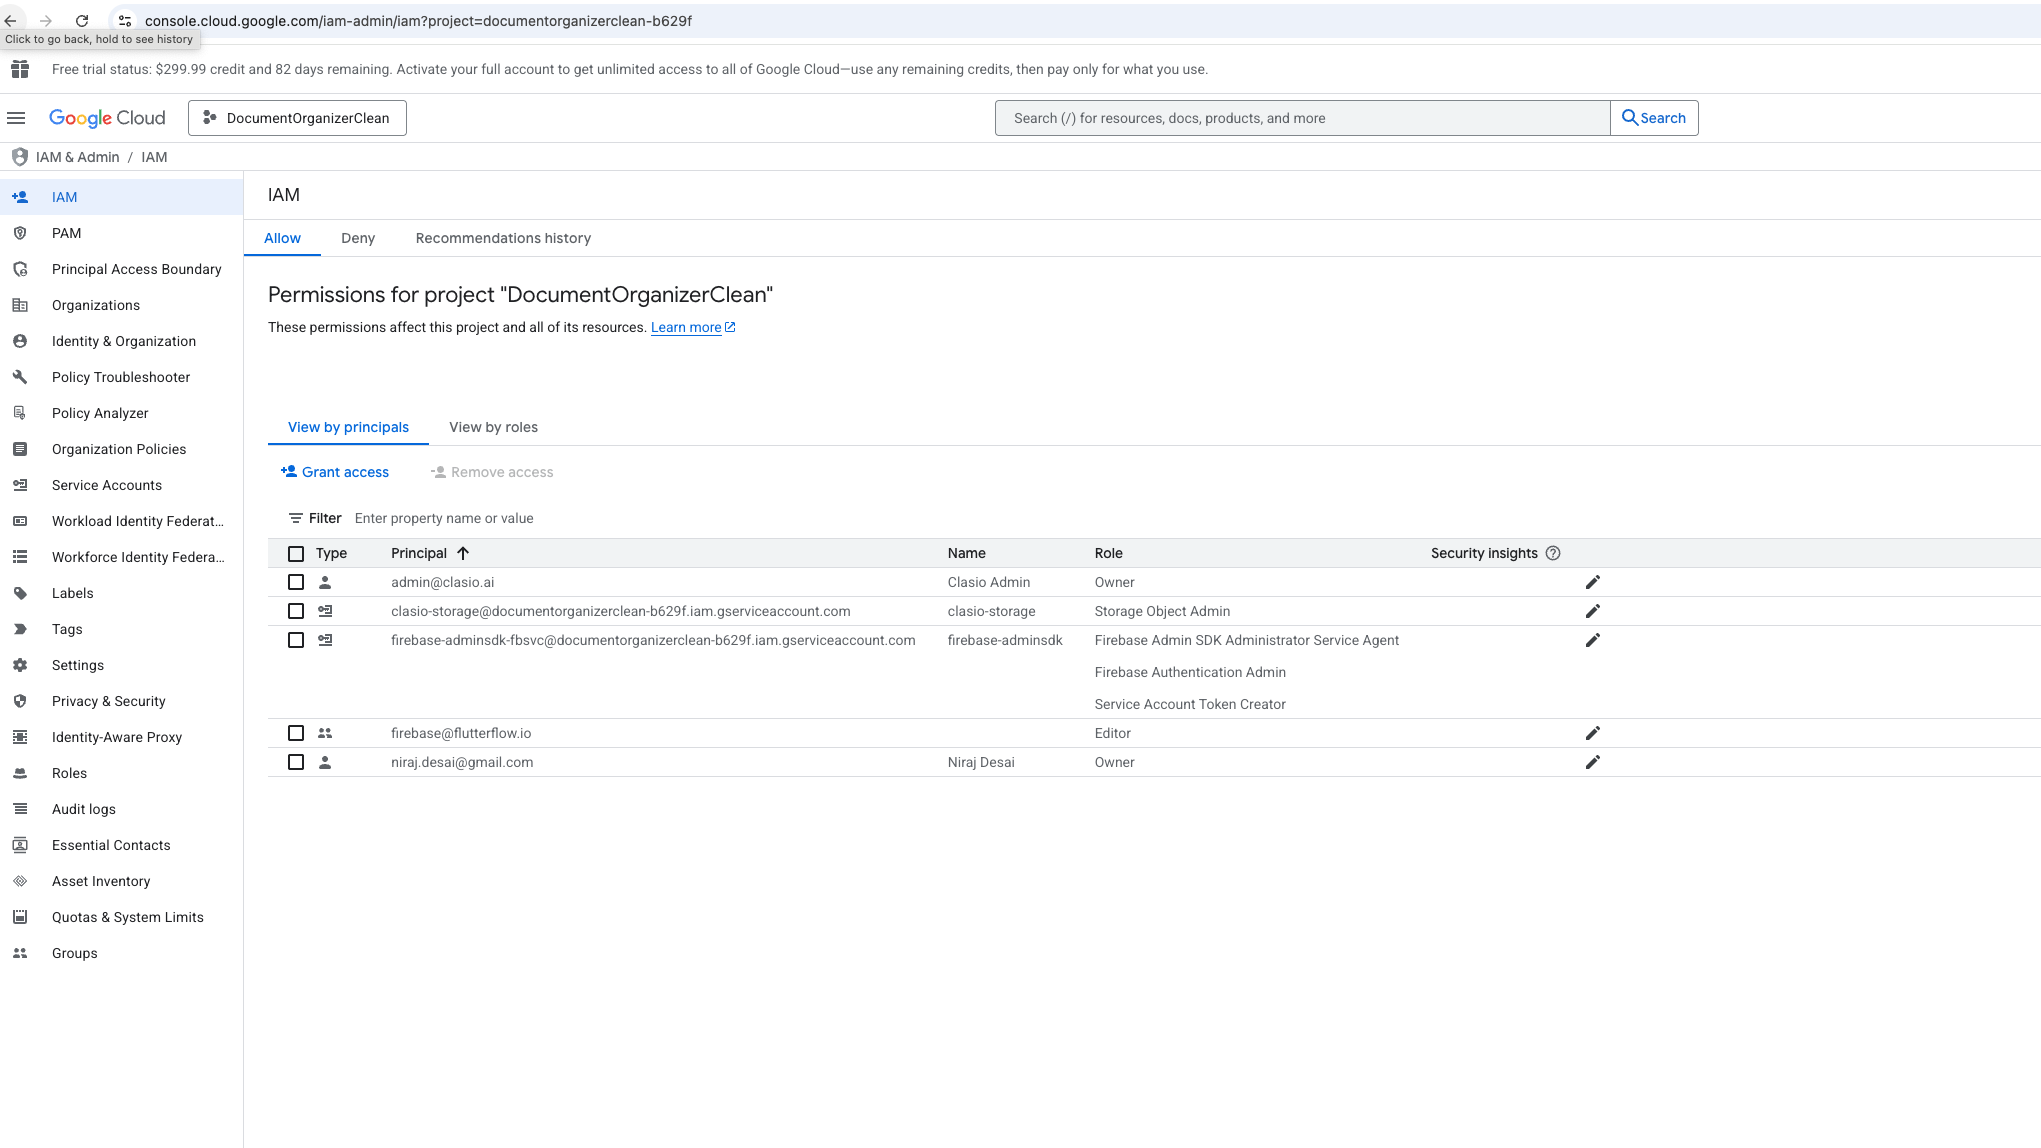 console.cloud.google.com/iam-admin/iam?project=documentorganizerclean-b629f
Click to go back, hold to see history
Free trial status: $299.99 credit and 82 days remaining. Activate your full account to get unlimited access to all of Google Cloud—use any remaining credits, then pay only for what you use.
Google Cloud
DocumentOrganizerClean
Search (/) for resources, docs, products, and more
Search
IAM & Admin / IAM
IAM
PAM
Principal Access Boundary
Organizations
Identity & Organization
Policy Troubleshooter
Policy Analyzer
Organization Policies
Service Accounts
Workload Identity Federat...
Workforce Identity Federa...
Labels
Tags
Settings
Privacy & Security
Identity-Aware Proxy
Roles
Audit logs
Essential Contacts
Asset Inventory
Quotas & System Limits
Groups
IAM
Allow Deny Recommendations history
Permissions for project "DocumentOrganizerClean"
These permissions affect this project and all of its resources. Learn more
View by principals View by roles
Grant access Remove access
Filter Enter property name or value
Type Principal Name Role Security insights
admin@clasio.ai Clasio Admin Owner
clasio-storage@documentorganizerclean-b629f.iam.gserviceaccount.com clasio-storage Storage Object Admin
firebase-adminsdk-fbsvc@documentorganizerclean-b629f.iam.gserviceaccount.com firebase-adminsdk Firebase Admin SDK Administrator Service Agent
Firebase Authentication Admin
Service Account Token Creator
firebase@flutterflow.io Editor
niraj.desai@gmail.com Niraj Desai Owner